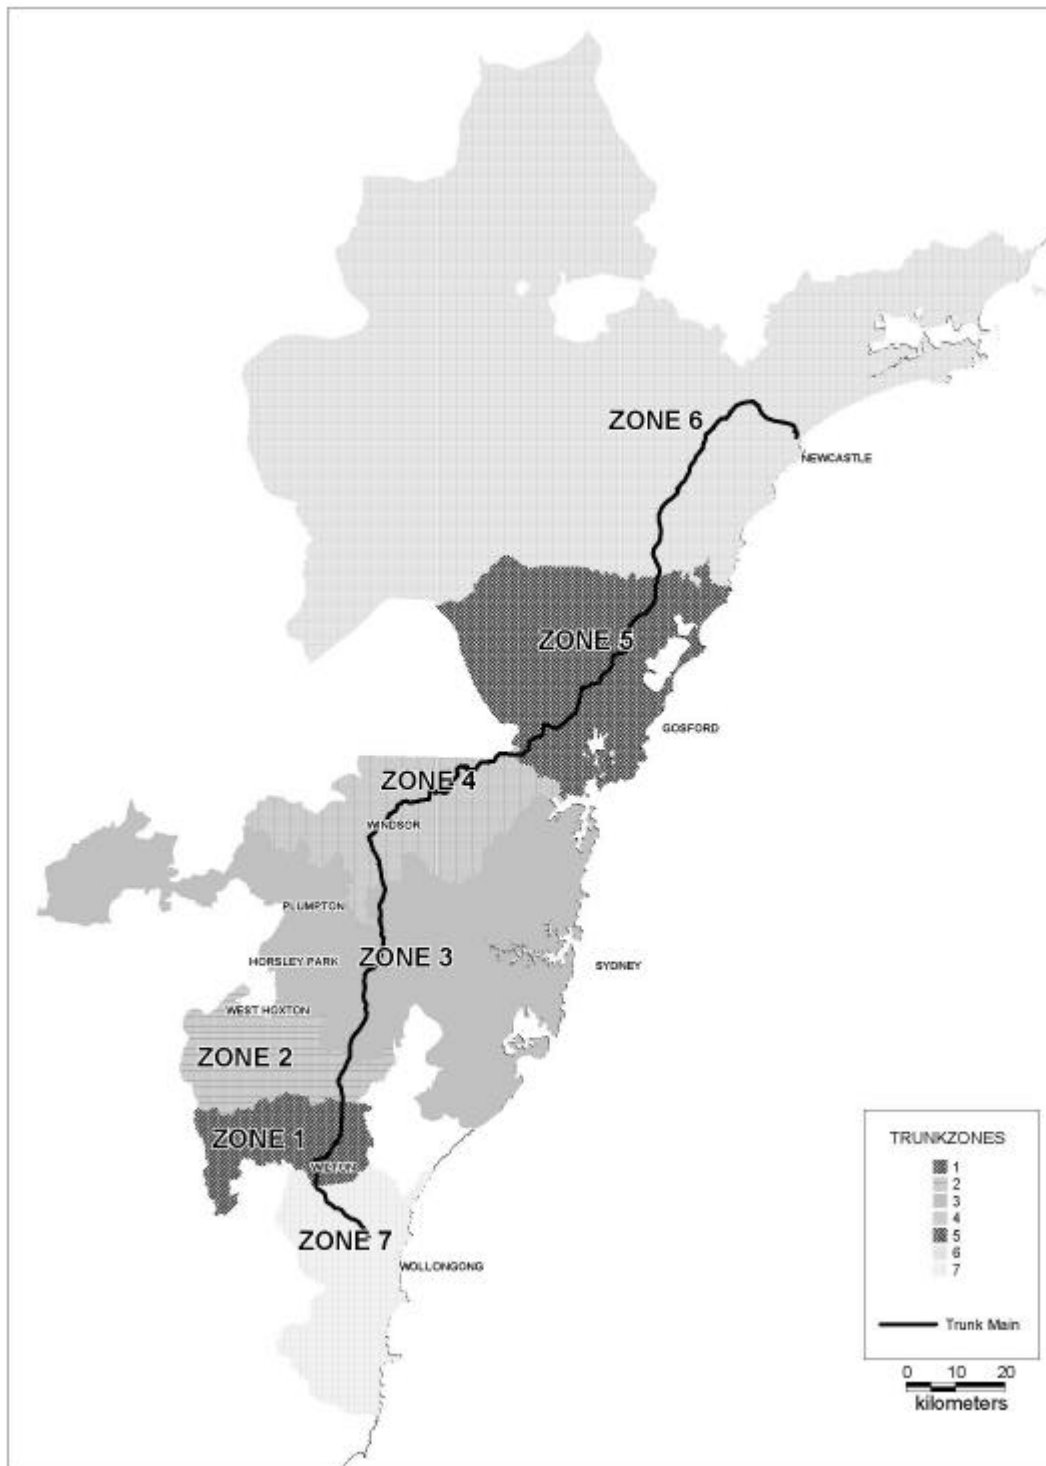 ZONE 6
NEWCASTLE
ZONE 5
GOSFORD
ZONE 4
WINDSOR
PLUMPTON
ZONE 3
HORSLEY PARK
SYDNEY
WEST HOXTON
ZONE 2
ZONE 1
WILTON
ZONE 7
WOLLONGONG
TRUNKZONES
1
2
3
4
5
6
7
Trunk Main
0 10 20
kilometers